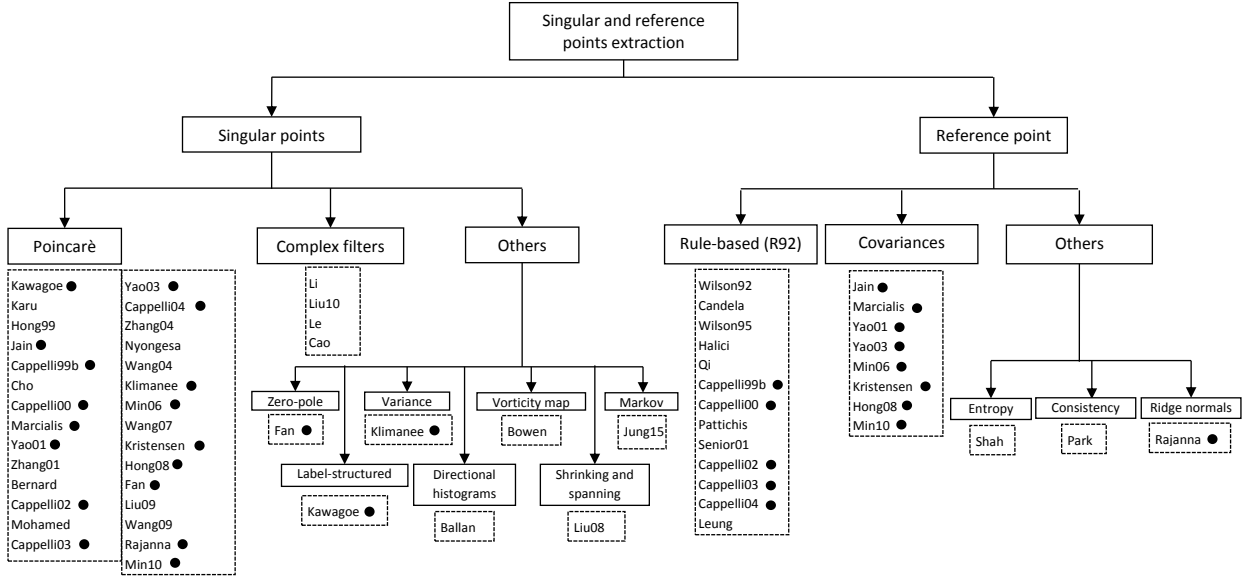 Singular and reference
points extraction
Singular points
Reference point
Poincarè
Complex filters
Others
Rule-based (R92)
Covariances
Others
Kawagoe ●
Karu
Hong99
Jain ●
Cappelli99b ●
Cho
Cappelli00 ●
Marcialis ●
Yao01 ●
Zhang01
Bernard
Cappelli02 ●
Mohamed
Cappelli03 ●
Yao03 ●
Cappelli04 ●
Zhang04
Nyongesa
Wang04
Klimanee ●
Min06 ●
Wang07
Kristensen ●
Hong08 ●
Fan ●
Liu09
Wang09
Rajanna ●
Min10 ●
Li
Liu10
Le
Cao
Zero-pole
Fan ●
Variance
Klimanee ●
Vorticity map
Bowen
Markov
Jung15
Label-structured
Kawagoe ●
Directional
histograms
Ballan
Shrinking and
spanning
Liu08
Wilson92
Candela
Wilson95
Halici
Qi
Cappelli99b ●
Cappelli00 ●
Pattichis
Senior01
Cappelli02 ●
Cappelli03 ●
Cappelli04 ●
Leung
Jain ●
Marcialis ●
Yao01 ●
Yao03 ●
Min06 ●
Kristensen ●
Hong08 ●
Min10 ●
Entropy
Shah
Consistency
Park
Ridge normals
Rajanna ●